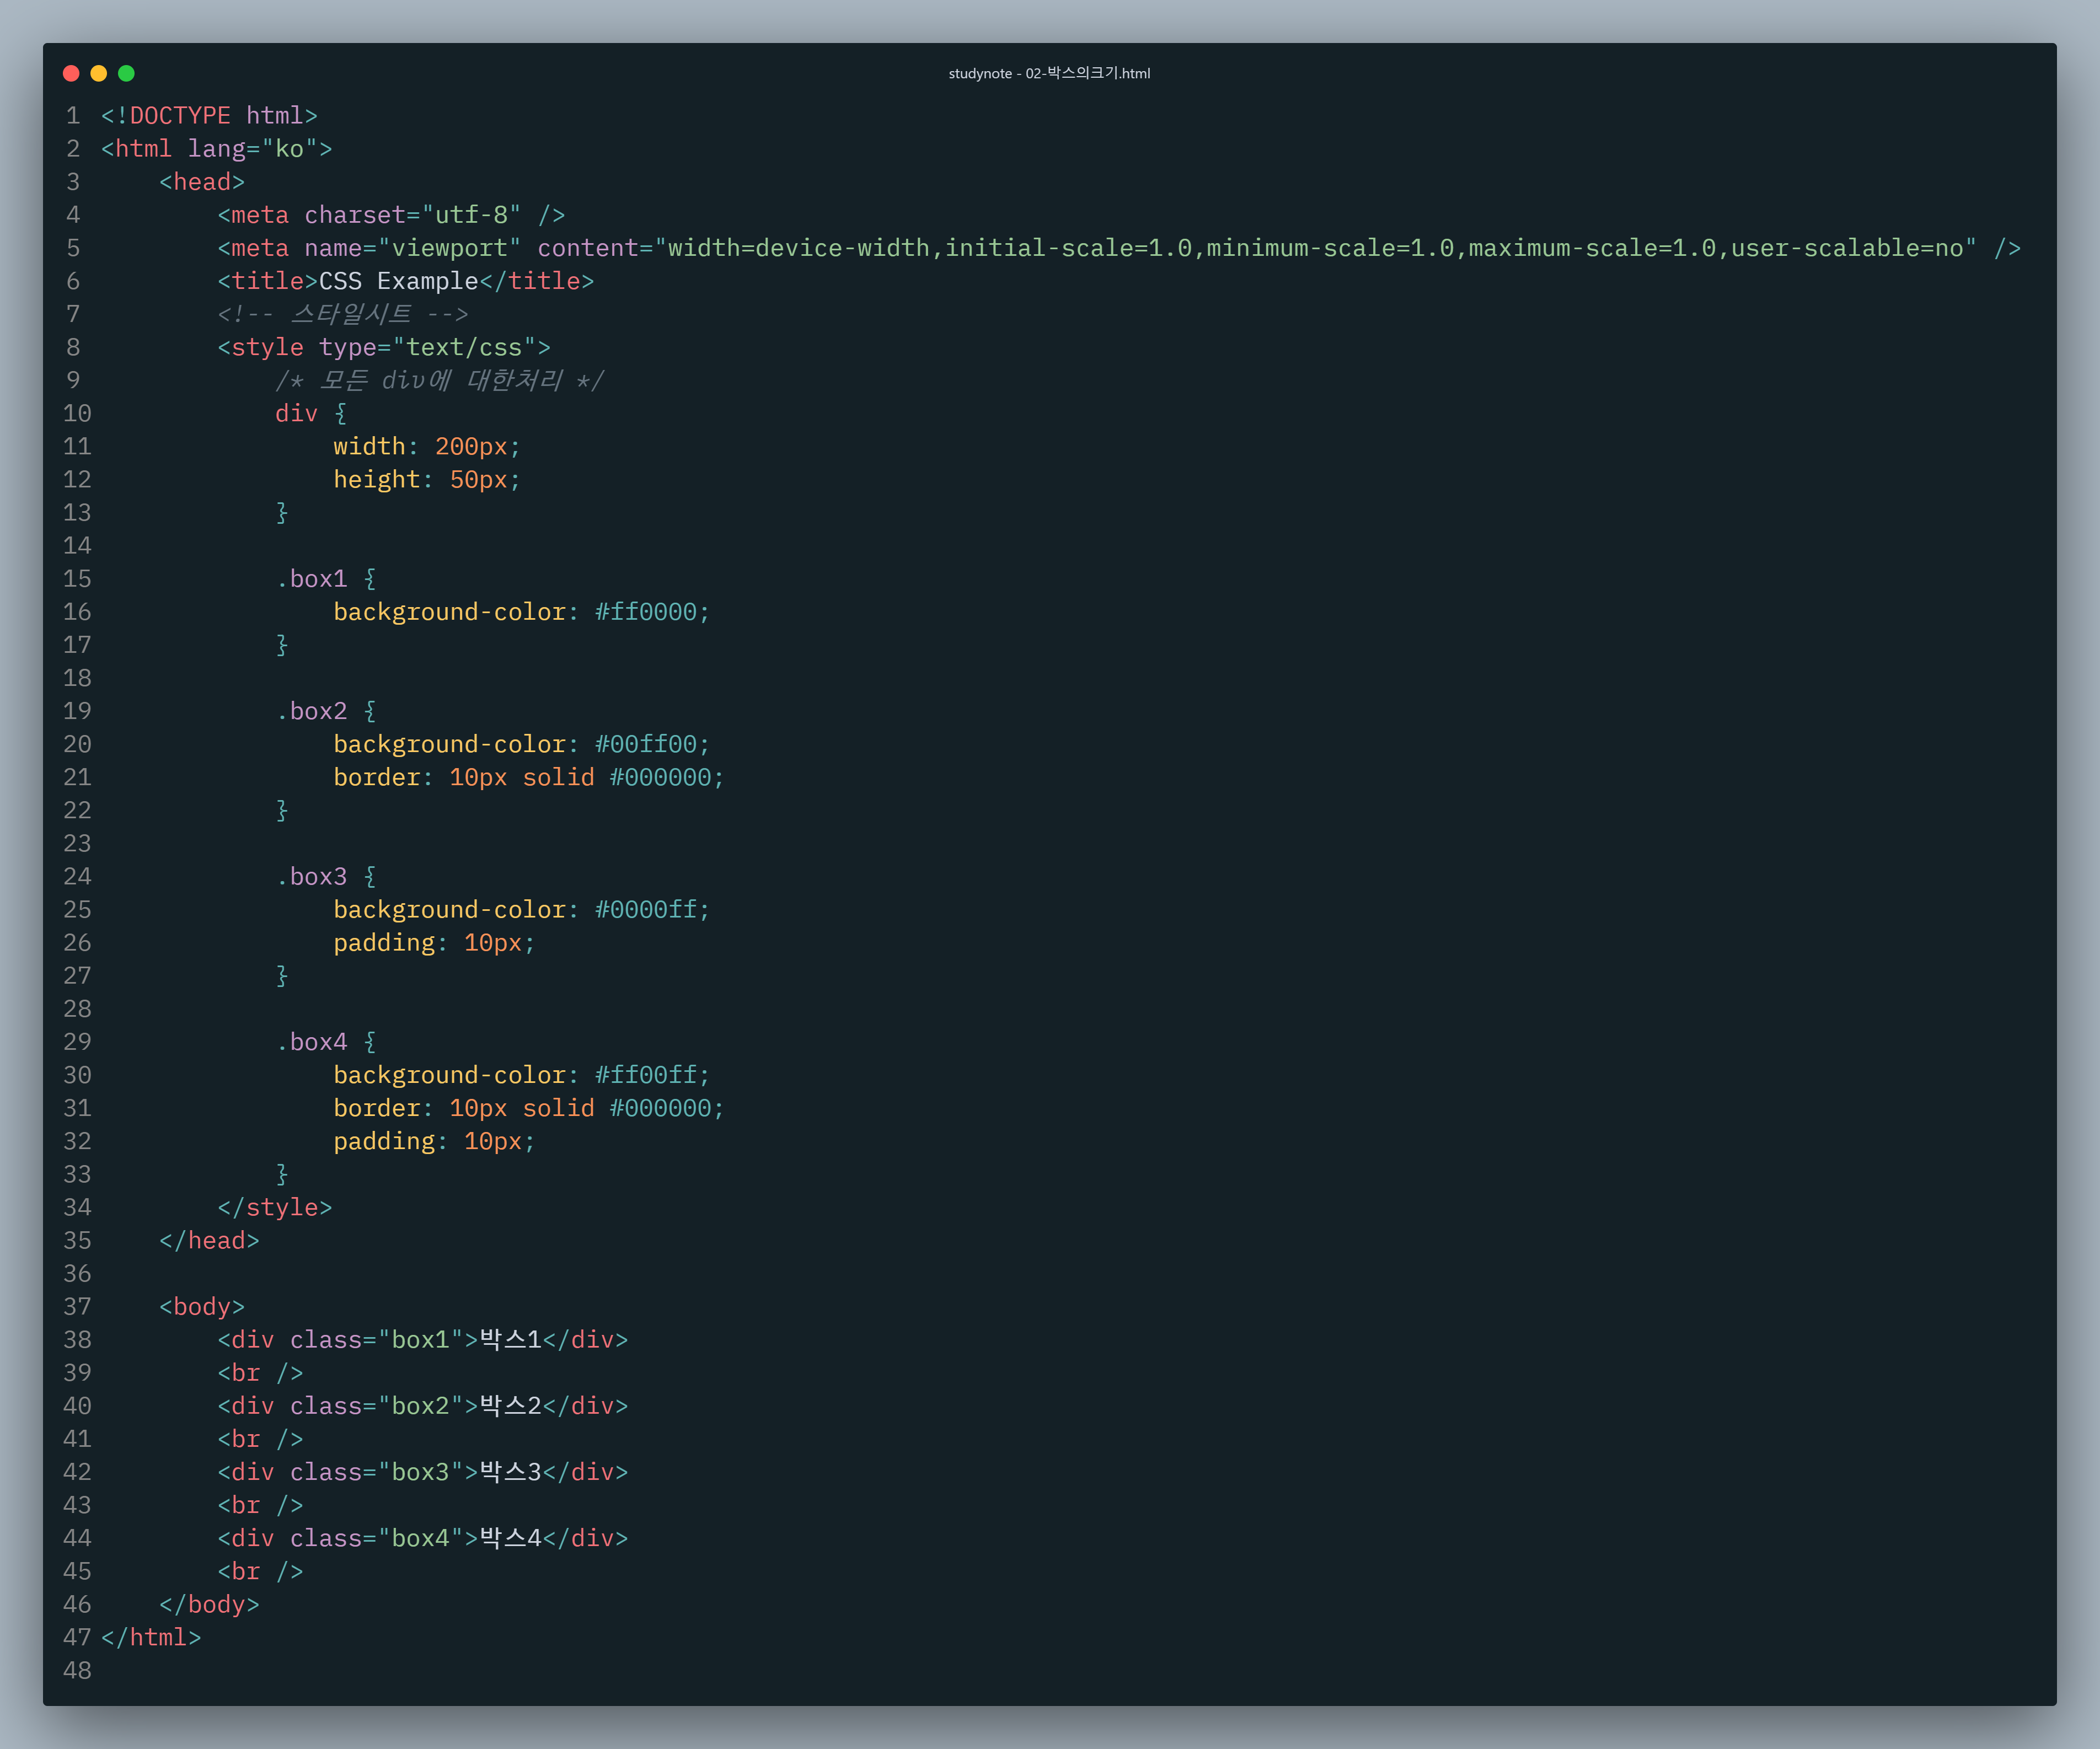 studynote - 02-박스의크기.html
1 <!DOCTYPE html>
2 <html lang="ko">
3     <head>
4         <meta charset="utf-8" />
5         <meta name="viewport" content="width=device-width,initial-scale=1.0,minimum-scale=1.0,maximum-scale=1.0,user-scalable=no" />
6         <title>CSS Example</title>
7         <!-- 스타일시트 -->
8         <style type="text/css">
9             /* 모든 div에 대한처리 */
10             div {
11                 width: 200px;
12                 height: 50px;
13             }
14
15             .box1 {
16                 background-color: #ff0000;
17             }
18
19             .box2 {
20                 background-color: #00ff00;
21                 border: 10px solid #000000;
22             }
23
24             .box3 {
25                 background-color: #0000ff;
26                 padding: 10px;
27             }
28
29             .box4 {
30                 background-color: #ff00ff;
31                 border: 10px solid #000000;
32                 padding: 10px;
33             }
34         </style>
35     </head>
36
37     <body>
38         <div class="box1">박스1</div>
39         <br />
40         <div class="box2">박스2</div>
41         <br />
42         <div class="box3">박스3</div>
43         <br />
44         <div class="box4">박스4</div>
45         <br />
46     </body>
47 </html>
48